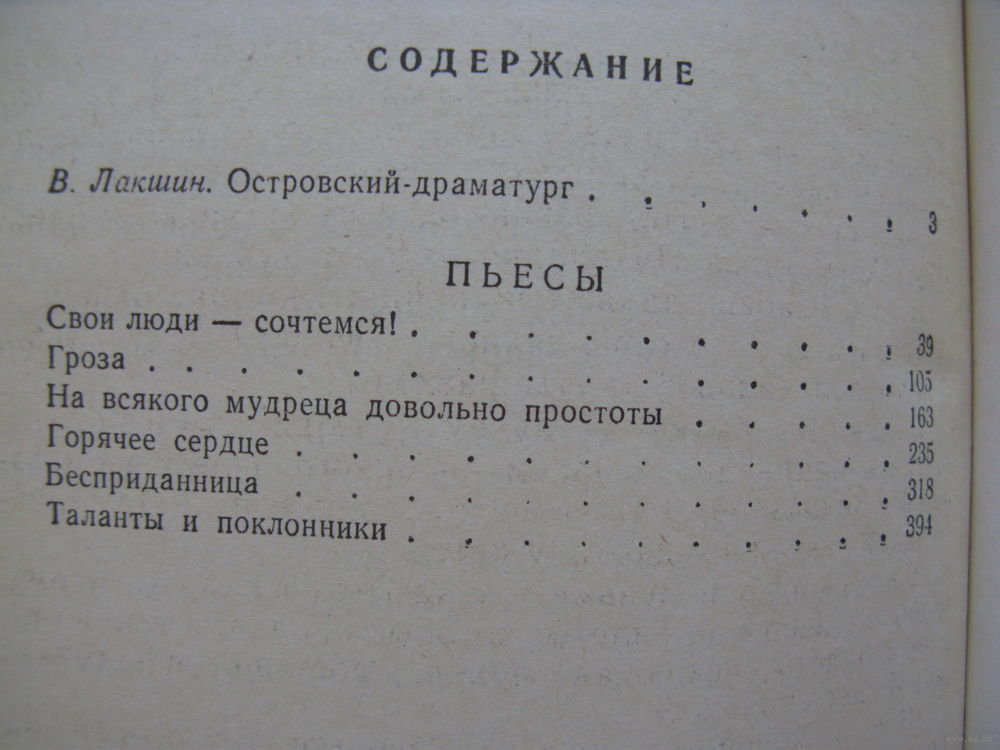 СОДЕРЖАНИЕ
В. Лакшин. Островский-драматург . . . . . . . 3
ПЬЕСЫ
Свои люди — сочтемся! . . . . . . . . . . 39
Гроза . . . . . . . . . . . . . . 105
На всякого мудреца довольно простоты . . . . . 163
Горячее сердце . . . . . . . . . . . 235
Бесприданница . . . . . . . . . . . 318
Таланты и поклонники . . . . . . . . . 394